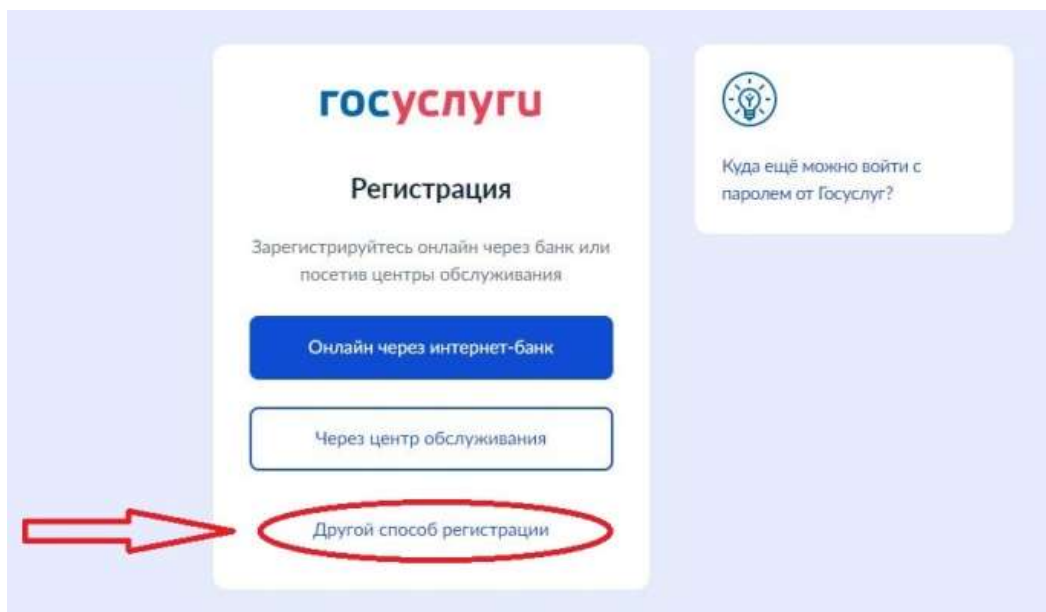 госуслуги
Регистрация
Зарегистрируйтесь онлайн через банк или
посетив центры обслуживания
Онлайн через интернет-банк
Через центр обслуживания
Другой способ регистрации
Куда ещё можно войти с
паролем от Госуслуг?